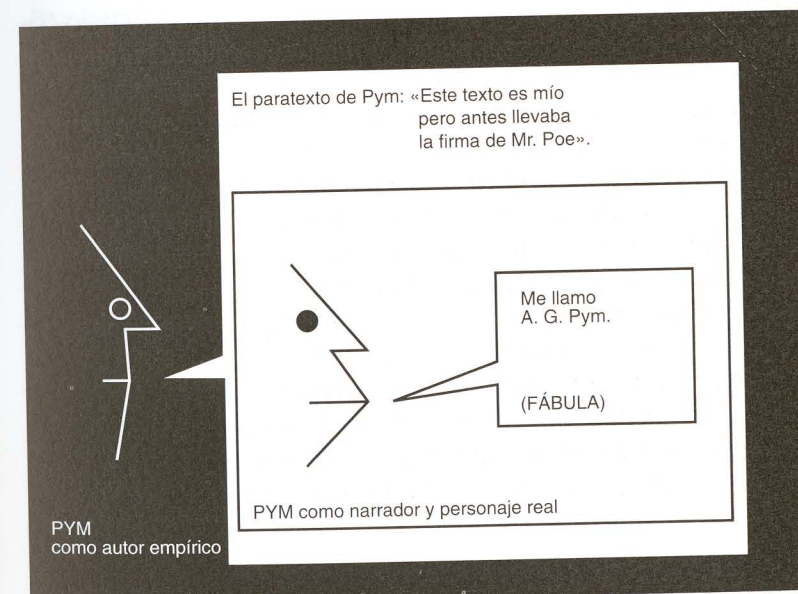 El paratexto de Pym: «Este texto es mío
pero antes llevaba
la firma de Mr. Poe».
Me llamo
A. G. Pym.
(FÁBULA)
PYM como narrador y personaje real
PYM
como autor empírico